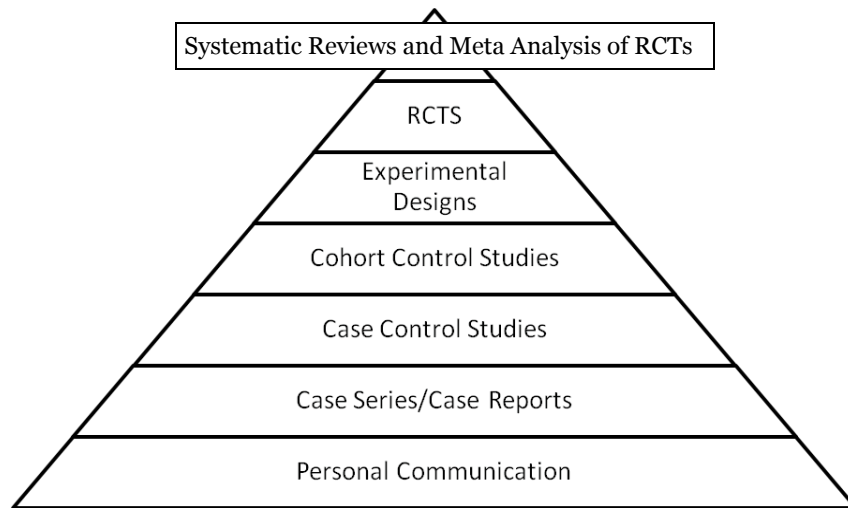 Systematic Reviews and Meta Analysis of RCTs
RCTS
Experimental
Designs
Cohort Control Studies
Case Control Studies
Case Series/Case Reports
Personal Communication